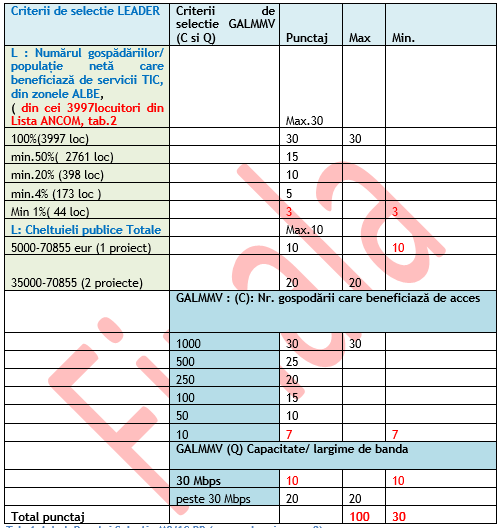 Criterii de selectie LEADER
Criterii de
selectie GALMMV
(C si Q)
Punctaj Max Min.
L : Numărul gospodăriilor/
populație netă care
beneficiază de servicii TIC,
din zonele ALBE,
( din cei 3997locuitori din
Lista ANCOM, tab.2
Max.30
100%(3997 loc) 30 30
min.50%( 2761 loc) 15
min.20% (398 loc) 10
min.4% (173 loc ) 5
Min 1%( 44 loc) 3 3
L: Cheltuieli publice Totale Max.10
5000-70855 eur (1 proiect) 10 10
35000-70855 (2 proiecte) 20 20
GALMMV : (C): Nr. gospodării care beneficiază de acces
1000 30 30
500 25
250 20
100 15
50 10
10 7 7
GALMMV (Q) Capacitate/ largime de banda
30 Mbps 10 10
peste 30 Mbps 20 20
Total punctaj 100 30
Finala